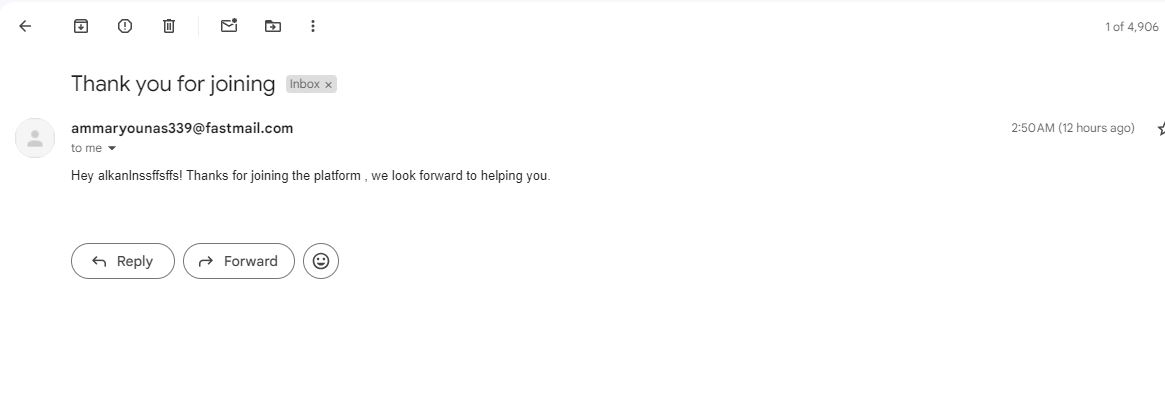 1 of 4,906
Thank you for joining Inbox ×
ammaryounas339@fastmail.com 2:50 AM (12 hours ago)
to me
Hey alkanlnssffsffs! Thanks for joining the platform , we look forward to helping you.
Reply Forward